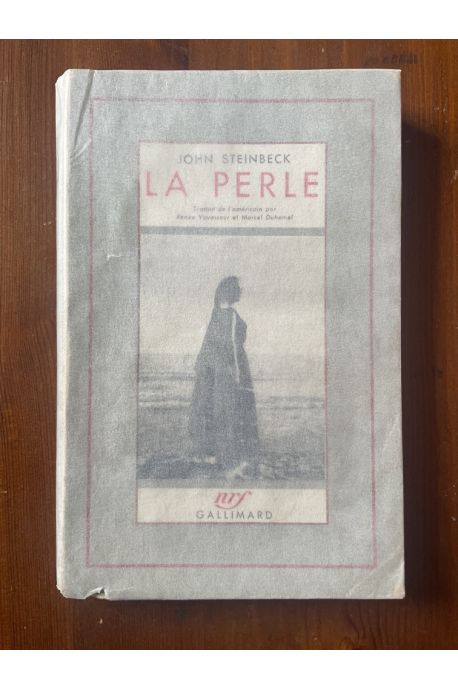 JOHN STEINBECK
LA PERLE
Traduit de l'américain par
Renée Vavasseur et Marcel Duhamel
nrf
GALLIMARD